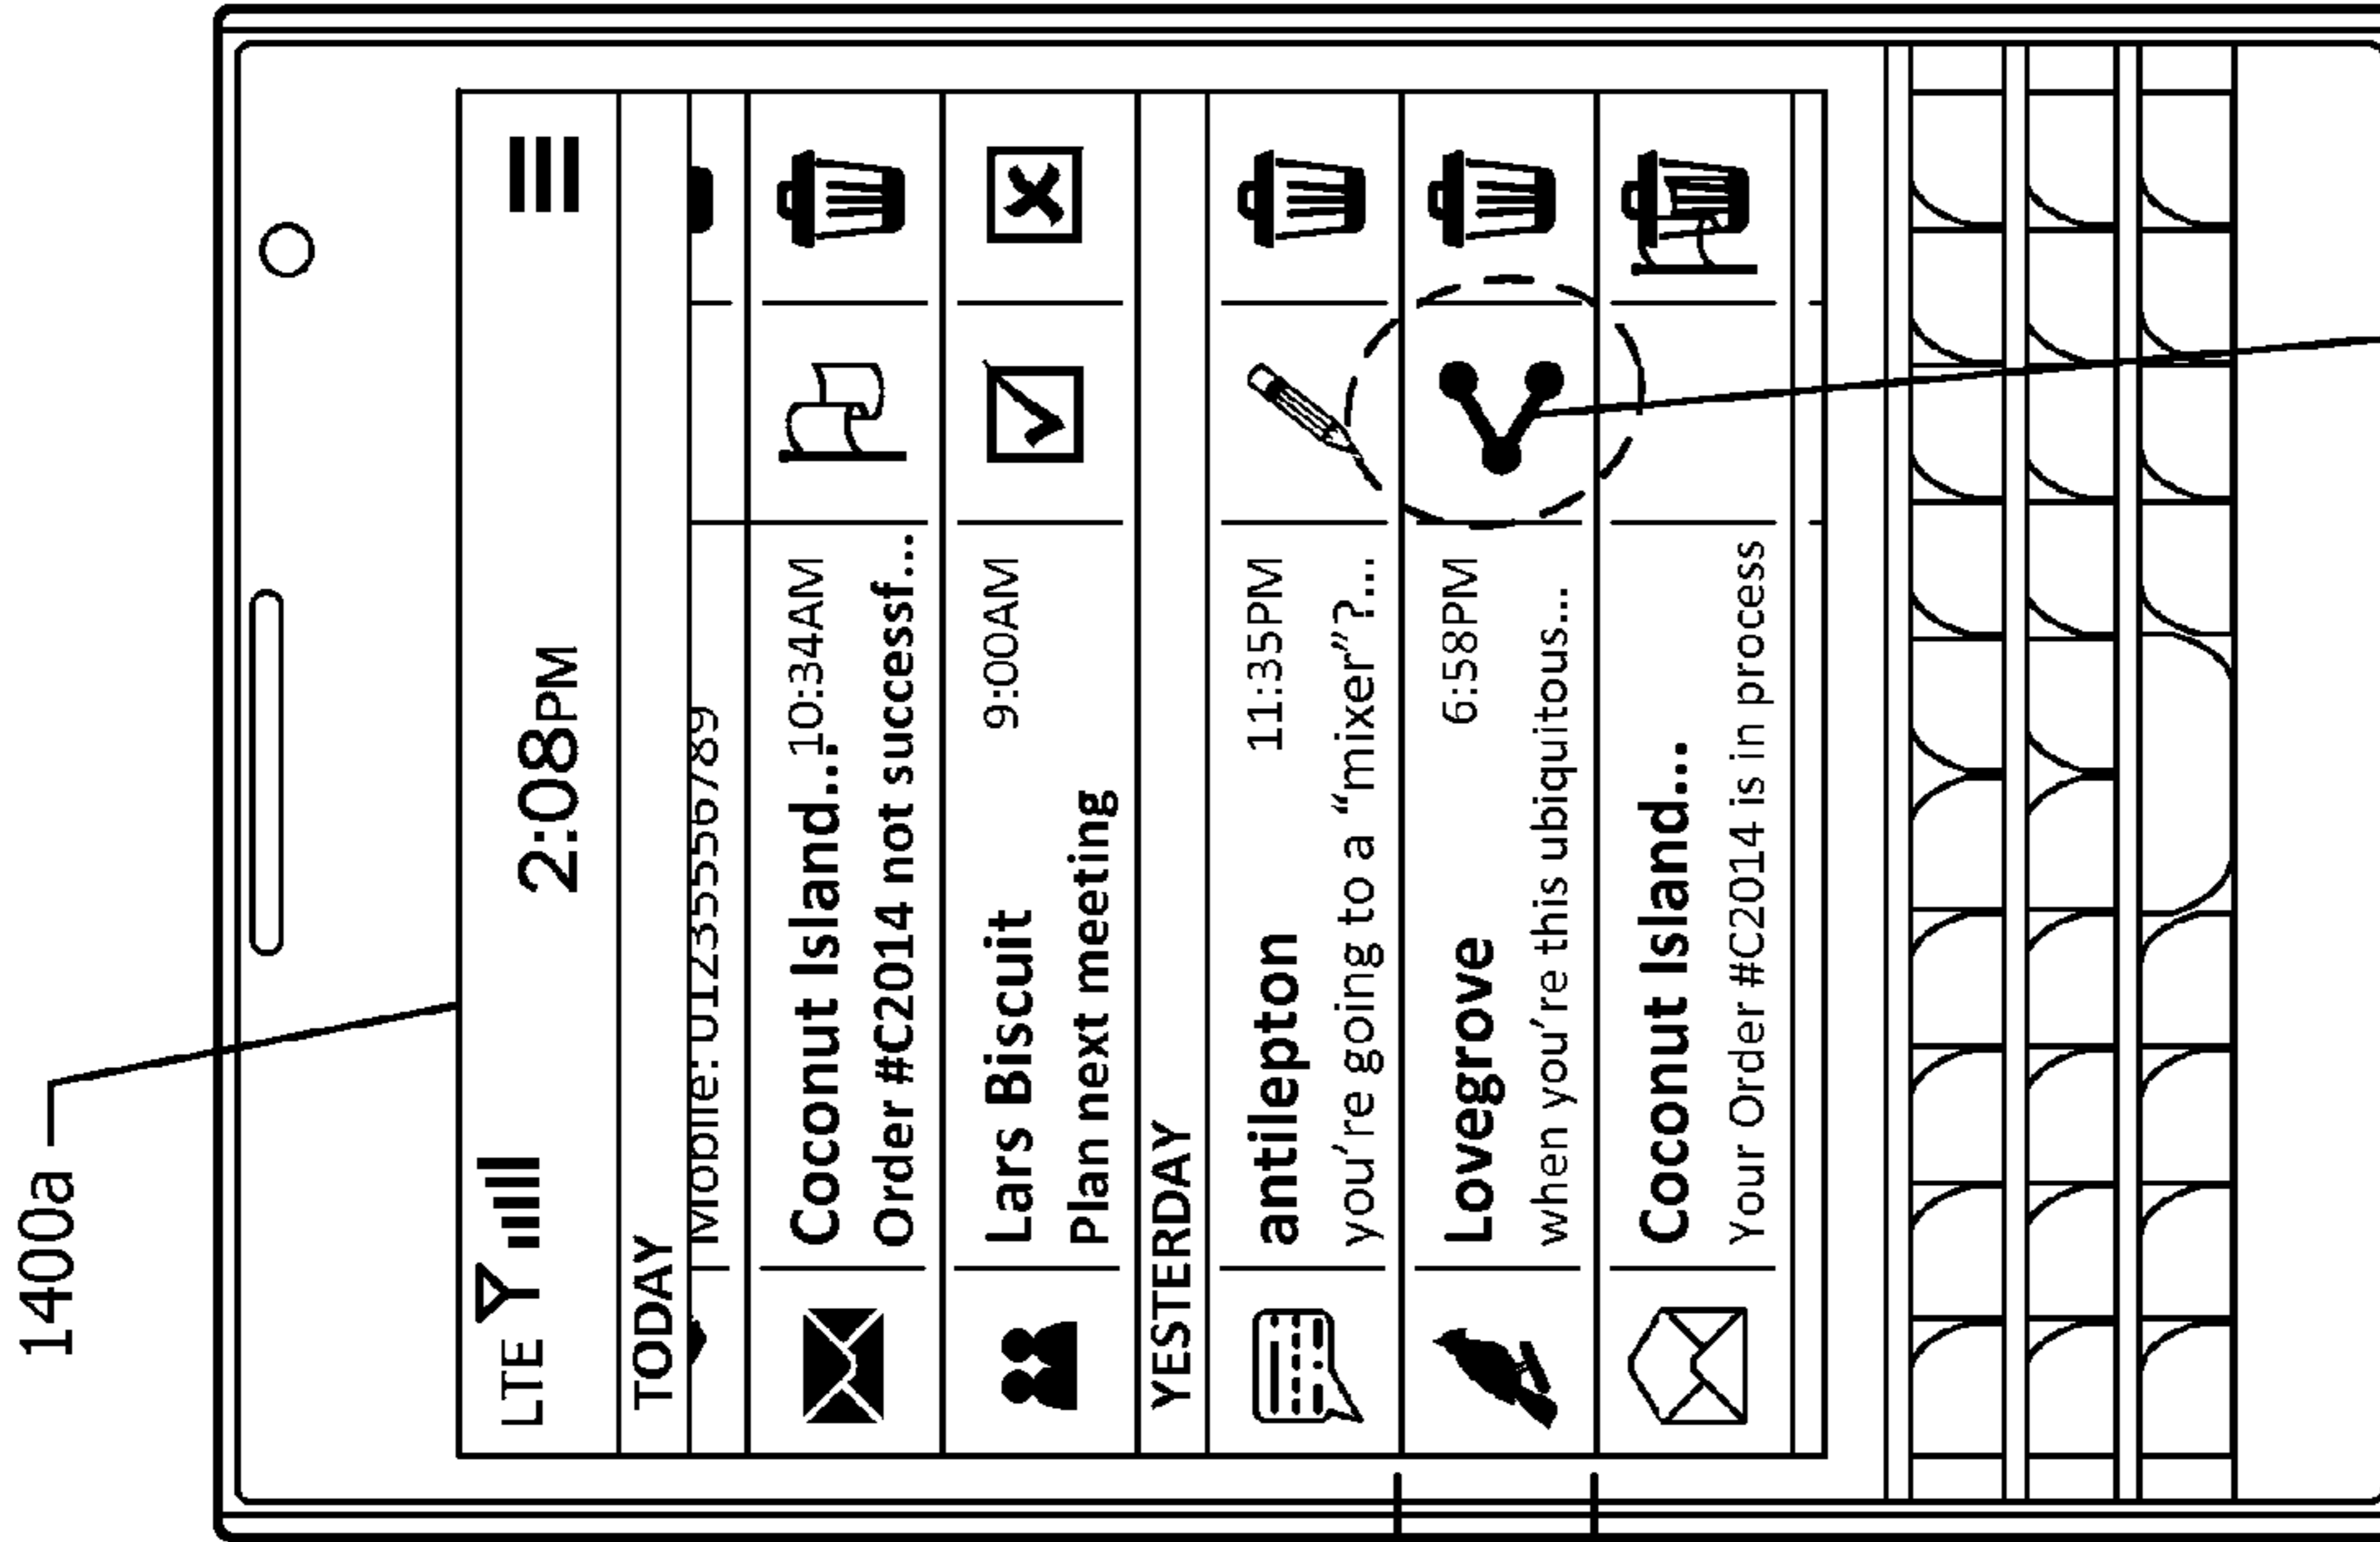 1400a
LTE 2:08PM
TODAY
Mobile: 01235556789
Coconut Island... 10:34AM
Order #C2014 not successf...
Lars Biscuit 9:00AM
Plan next meeting
YESTERDAY
antilepton 11:35PM
you're going to a “mixer”?...
Lovegrove 6:58PM
when you're this ubiquitous...
Coconut Island...
Your Order #C2014 is in process